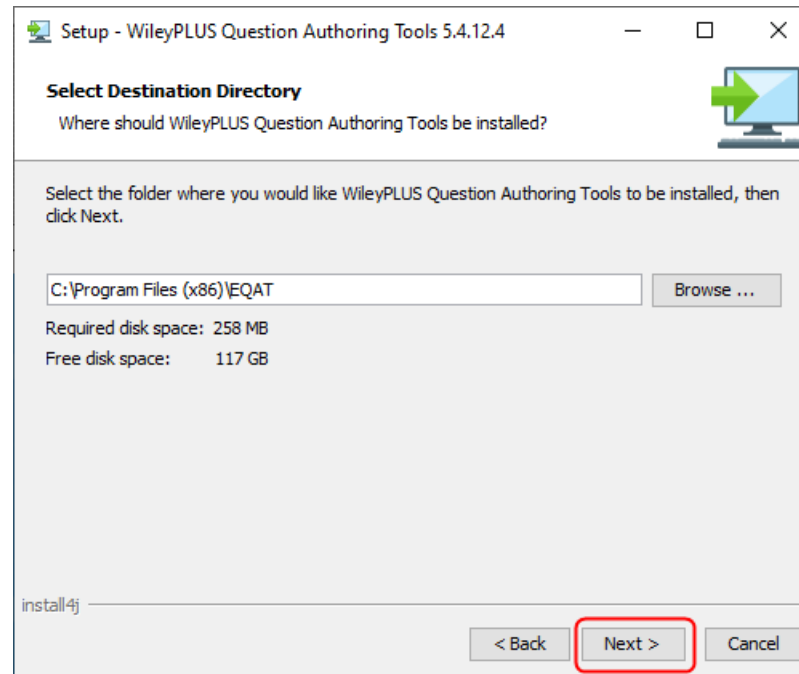 Setup - WileyPLUS Question Authoring Tools 5.4.12.4
Select Destination Directory
Where should WileyPLUS Question Authoring Tools be installed?
Select the folder where you would like WileyPLUS Question Authoring Tools to be installed, then
click Next.
C:\Program Files (x86)\EQAT
Browse ...
Required disk space: 258 MB
Free disk space: 117 GB
install4j
< Back
Next >
Cancel